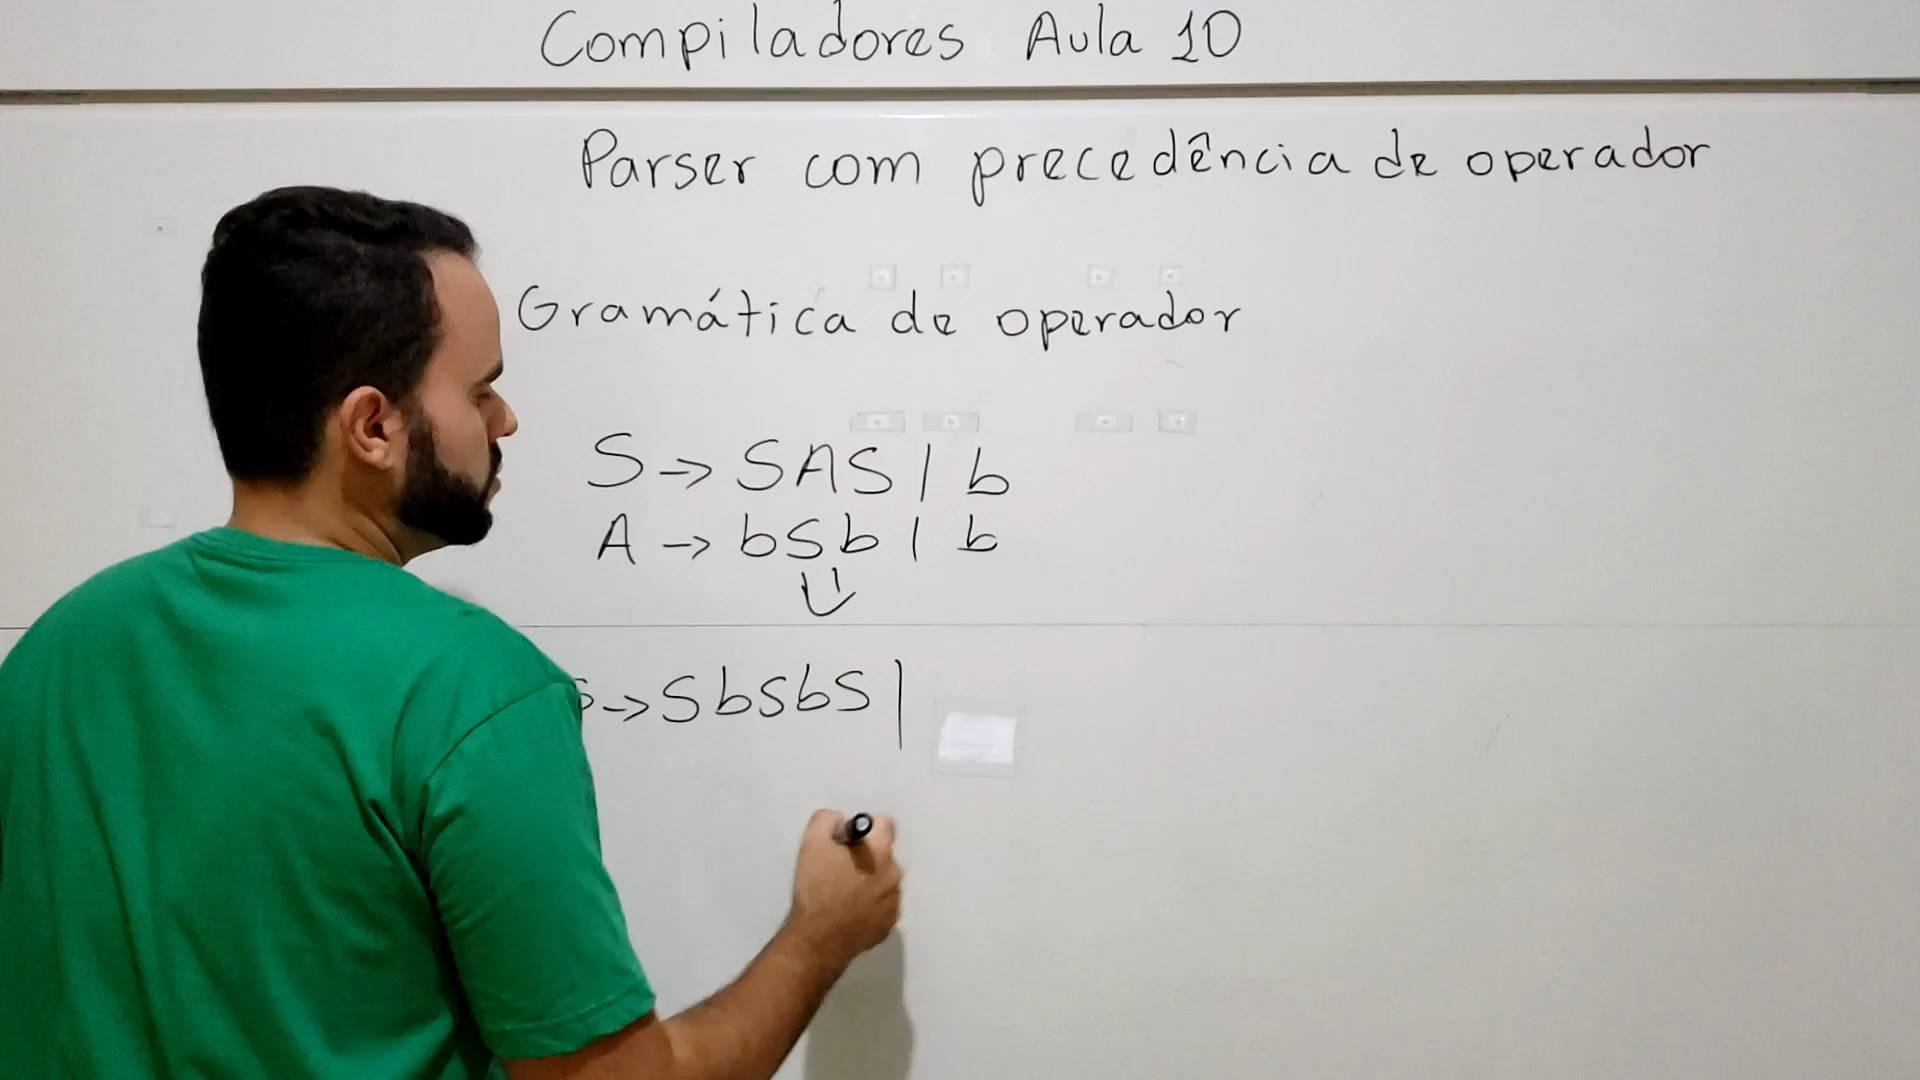 Compiladores Aula 10
Parser com precedência de operador
Gramática de operador
S → SAS | b
A → bSb | b
S → SbSbS |